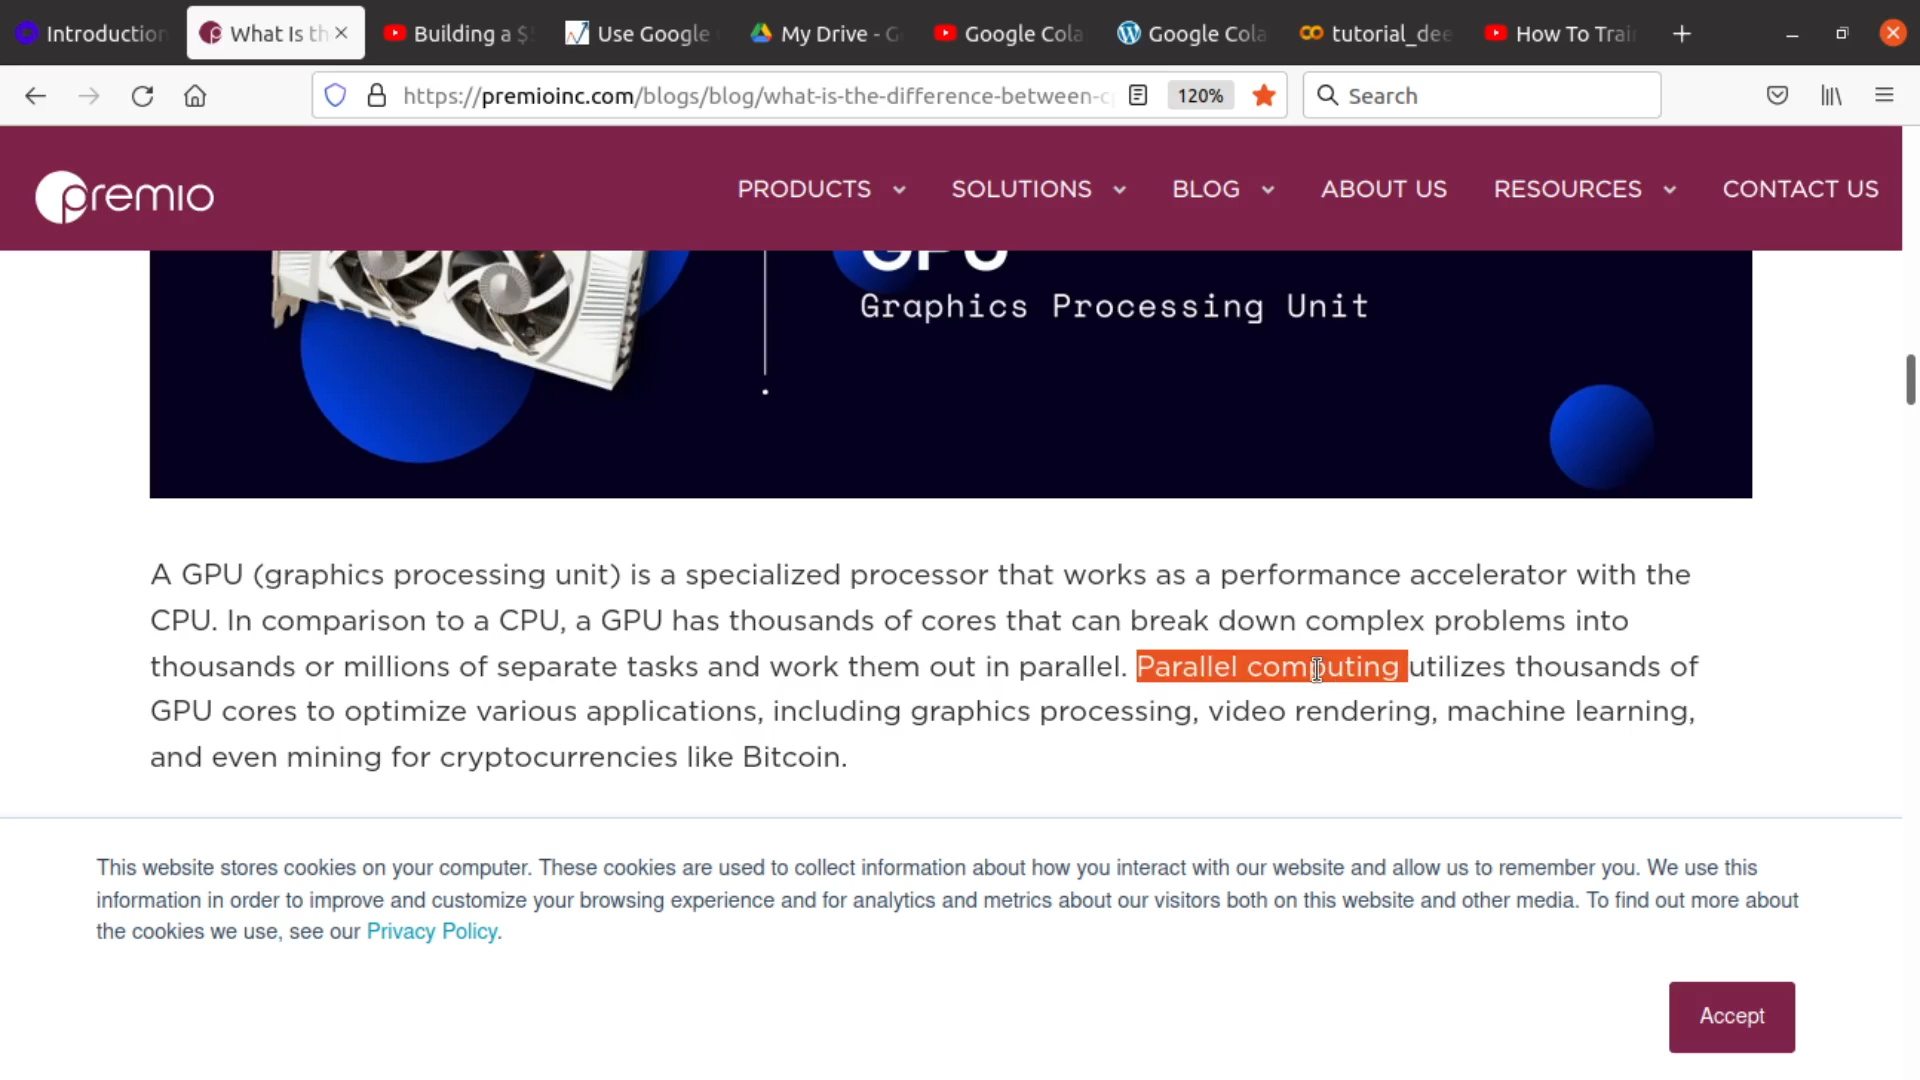 Introduction
What Is th
Building a $
Use Google
My Drive - G
Google Cola
Google Cola
tutorial_dee
How To Trai
https://premioinc.com/blogs/blog/what-is-the-difference-between-c
120%
Search
premio
PRODUCTS
SOLUTIONS
BLOG
ABOUT US
RESOURCES
CONTACT US
GPU
Graphics Processing Unit
A GPU (graphics processing unit) is a specialized processor that works as a performance accelerator with the
CPU. In comparison to a CPU, a GPU has thousands of cores that can break down complex problems into
thousands or millions of separate tasks and work them out in parallel. Parallel computing utilizes thousands of
GPU cores to optimize various applications, including graphics processing, video rendering, machine learning,
and even mining for cryptocurrencies like Bitcoin.
This website stores cookies on your computer. These cookies are used to collect information about how you interact with our website and allow us to remember you. We use this
information in order to improve and customize your browsing experience and for analytics and metrics about our visitors both on this website and other media. To find out more about
the cookies we use, see our Privacy Policy.
Accept